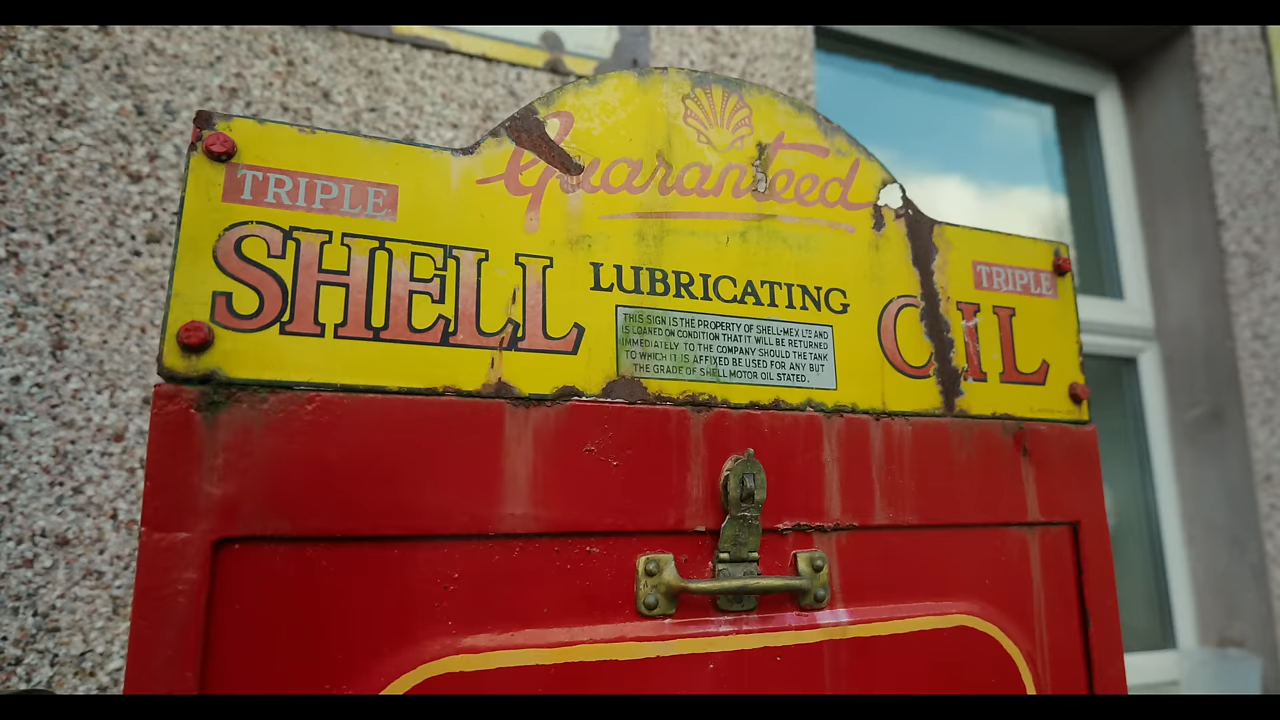 Guaranteed
TRIPLE
SHELL
LUBRICATING
TRIPLE
OIL
THIS SIGN IS THE PROPERTY OF SHELL-MEX LTD AND
IS LOANED ON CONDITION THAT IT WILL BE RETURNED
IMMEDIATELY TO THE COMPANY SHOULD THE TANK
TO WHICH IT IS AFFIXED BE USED FOR ANY BUT
THE GRADE OF SHELL MOTOR OIL STATED.